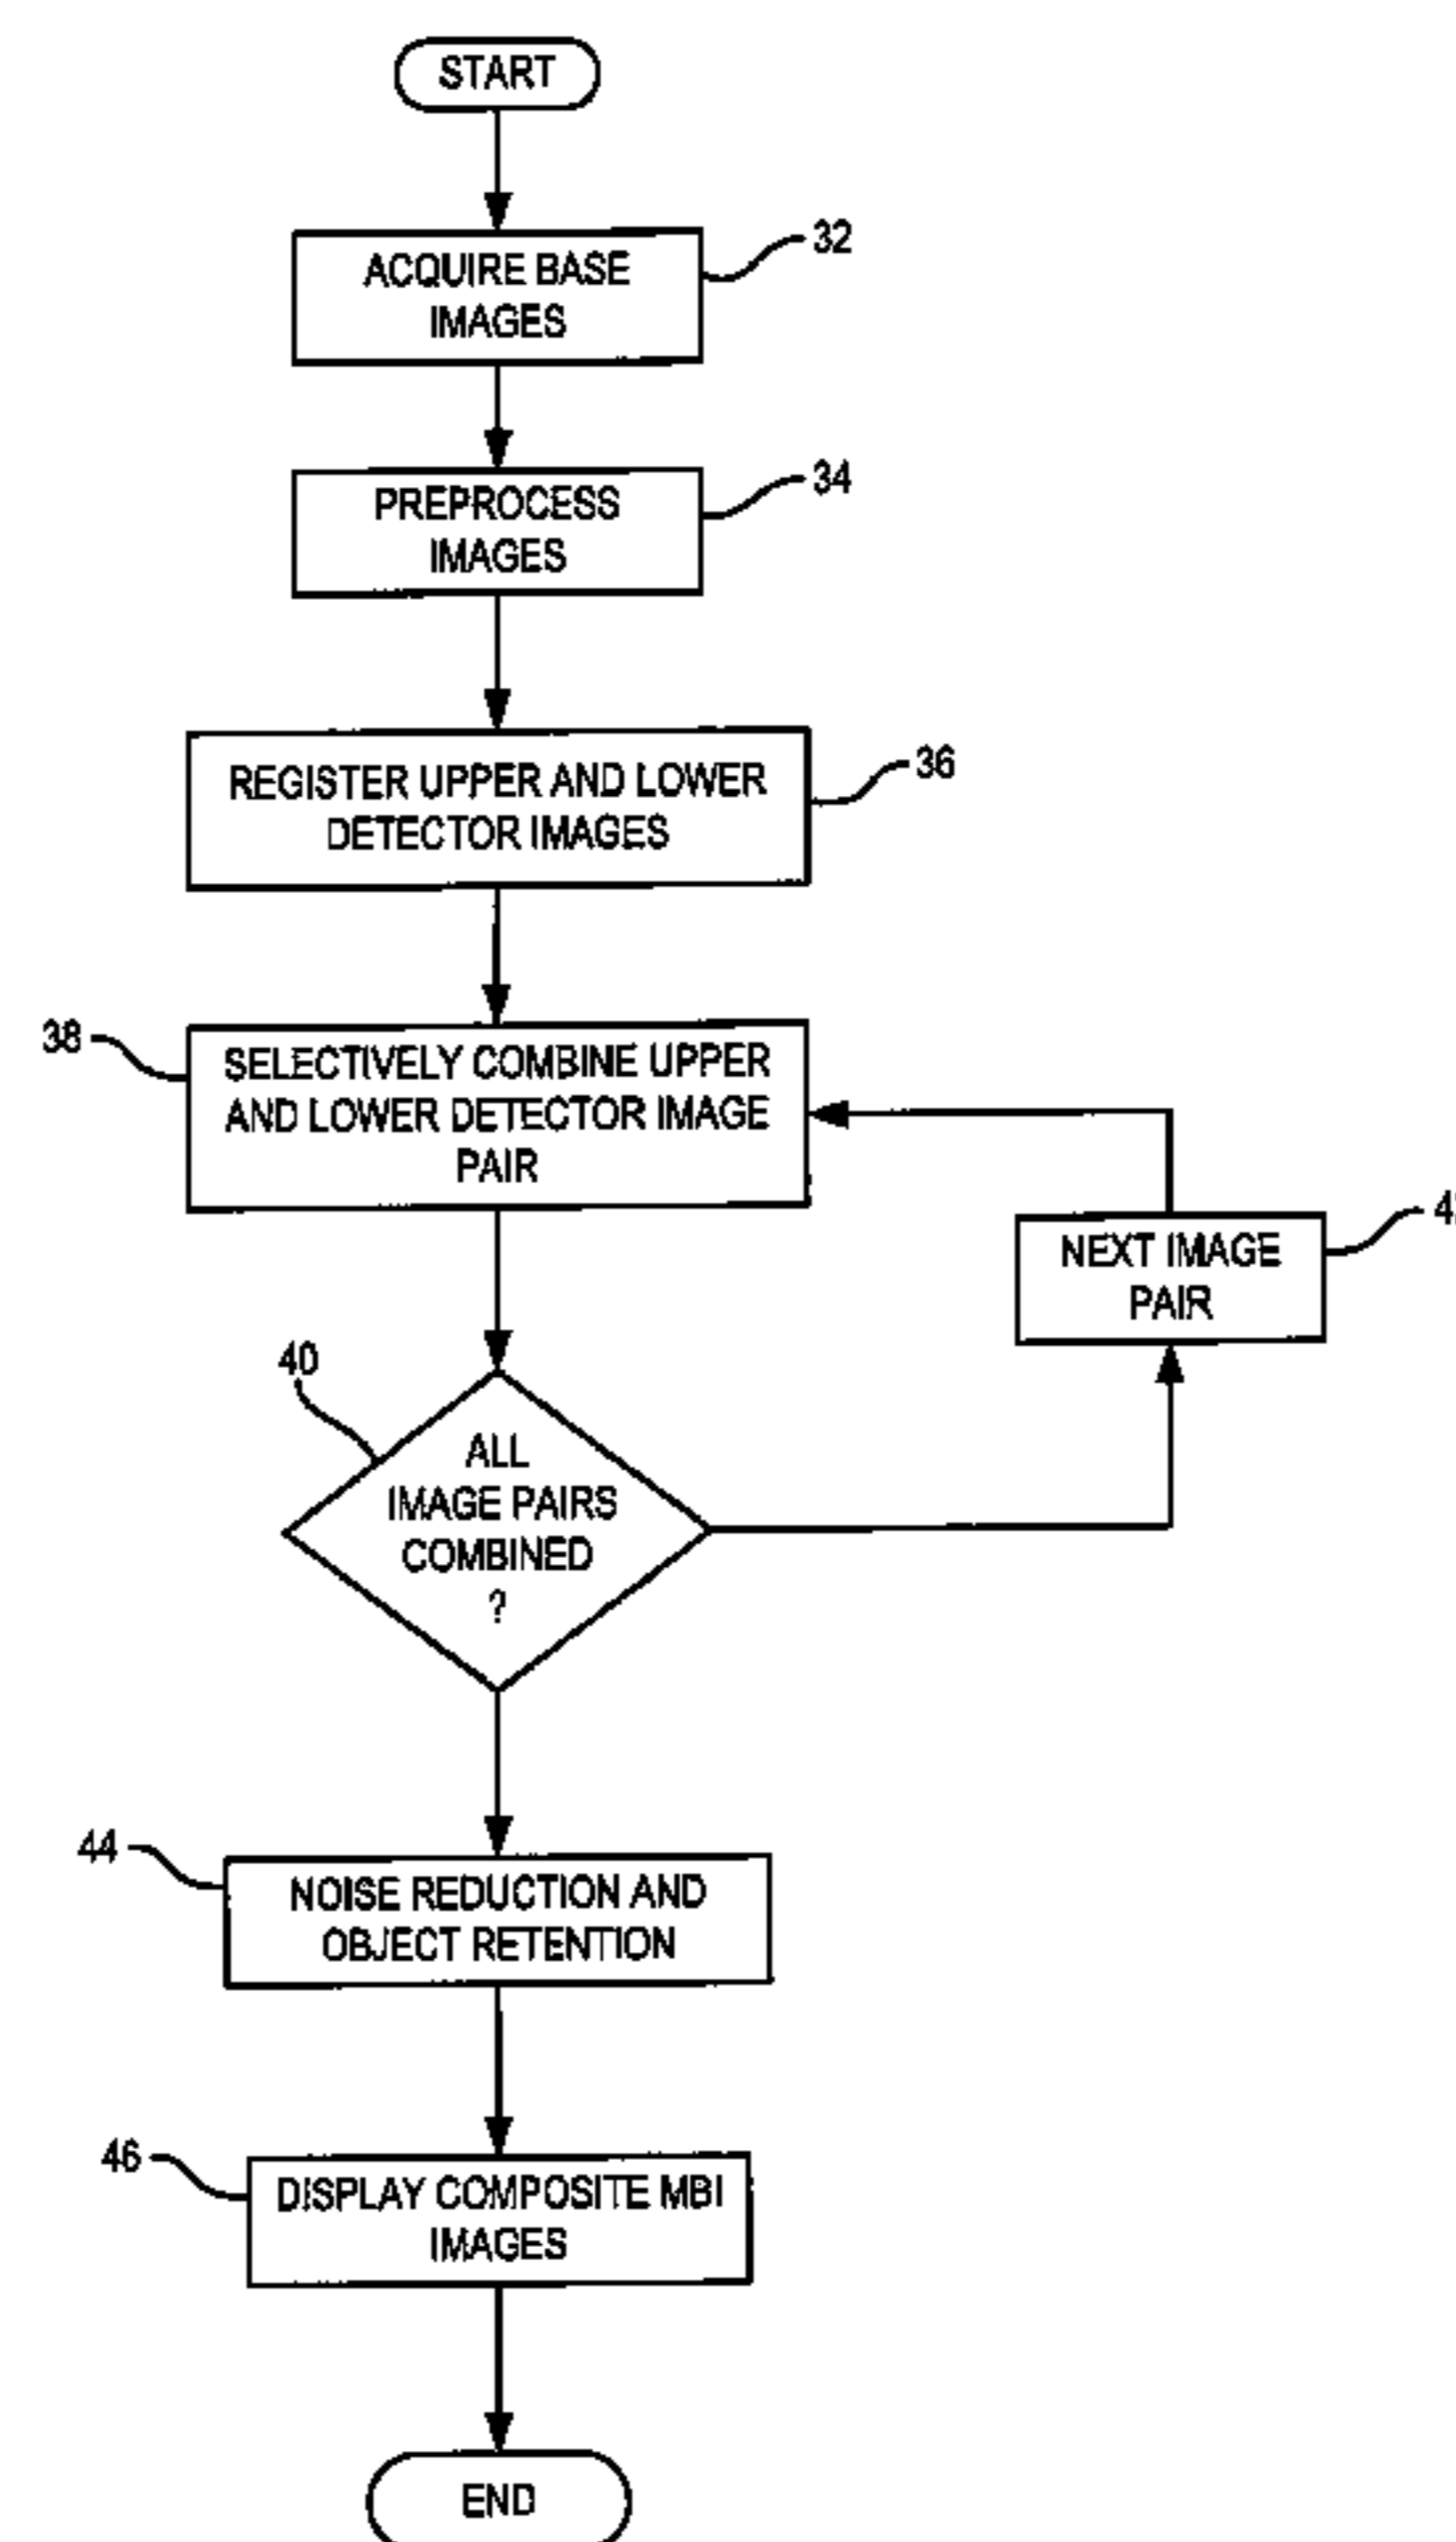 START
ACQUIRE BASE
IMAGES
32
PREPROCESS
IMAGES
34
REGISTER UPPER AND LOWER
DETECTOR IMAGES
36
38
SELECTIVELY COMBINE UPPER
AND LOWER DETECTOR IMAGE
PAIR
NEXT IMAGE
PAIR
40
ALL
IMAGE PAIRS
COMBINED
?
44
NOISE REDUCTION AND
OBJECT RETENTION
46
DISPLAY COMPOSITE MBI
IMAGES
END